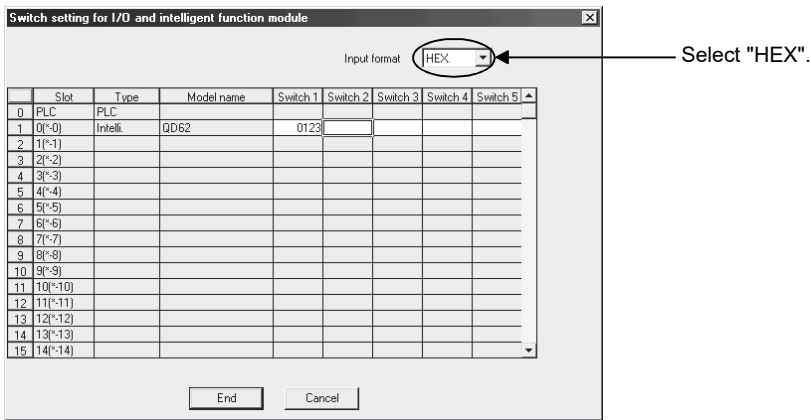 Switch setting for I/O and intelligent function module
Input format HEX. Select "HEX".
Slot Type Model name Switch 1 Switch 2 Switch 3 Switch 4 Switch 5
0 PLC PLC
1 0(*-0) Intelli. QD62 0123
2 1(*-1)
3 2(*-2)
4 3(*-3)
5 4(*-4)
6 5(*-5)
7 6(*-6)
8 7(*-7)
9 8(*-8)
10 9(*-9)
11 10(*-10)
12 11(*-11)
13 12(*-12)
14 13(*-13)
15 14(*-14)
End Cancel